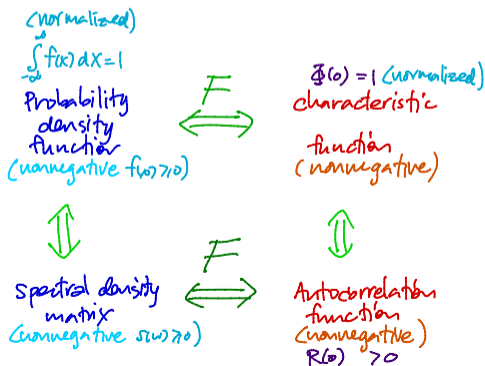 (normalized)
∫_{-∞}^{∞} f(x) dx = 1
Probability
density
function
(nonnegative f(x) ≥ 0)
F
Φ(0) = 1 (normalized)
characteristic
function
(nonnegative)
Spectral density
matrix
(nonnegative S(ω) ≥ 0)
F
Autocorrelation
function
(nonnegative)
R(0) > 0